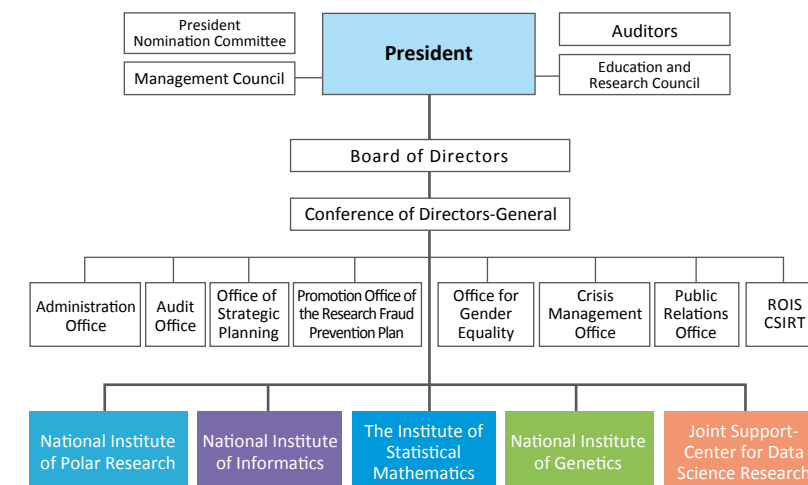 President
Nomination Committee
Management Council
President
Auditors
Education and
Research Council
Board of Directors
Conference of Directors-General
Administration
Office
Audit
Office
Office of
Strategic
Planning
Promotion Office of
the Research Fraud
Prevention Plan
Office for
Gender
Equality
Crisis
Management
Office
Public
Relations
Office
ROIS
CSIRT
National Institute
of Polar Research
National Institute
of Informatics
The Institute of
Statistical
Mathematics
National Institute
of Genetics
Joint Support-
Center for Data
Science Research